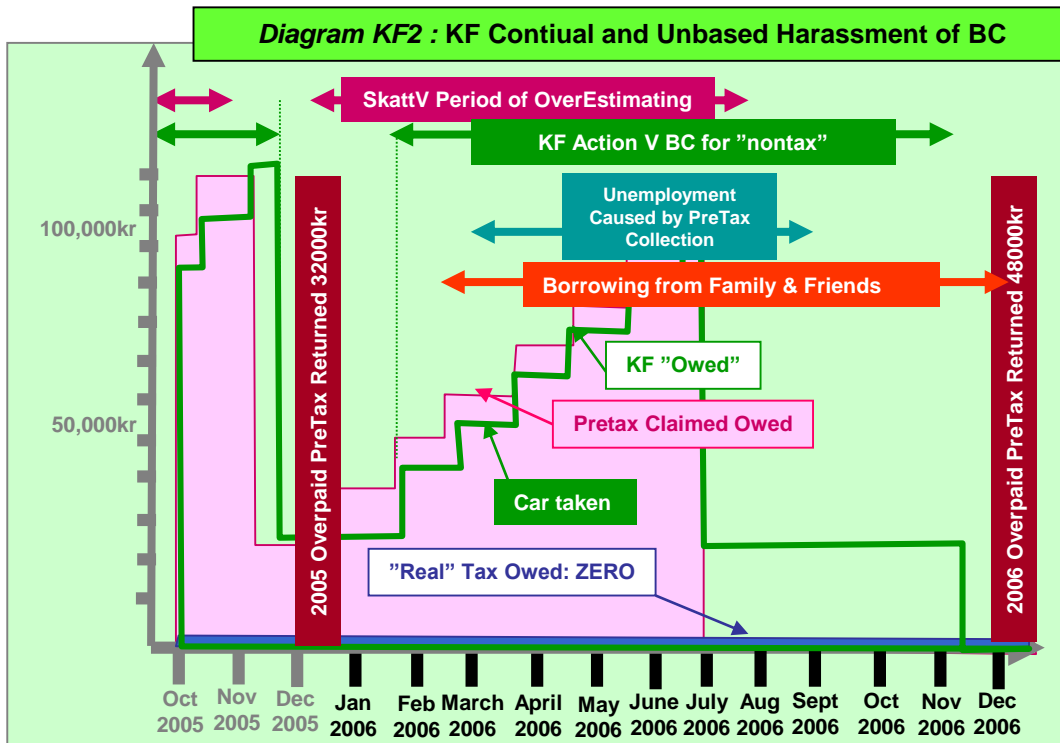 Diagram KF2 : KF Contiual and Unbased Harassment of BC
SkattV Period of OverEstimating
KF Action V BC for ”nontax”
Unemployment
Caused by PreTax
Collection
Borrowing from Family & Friends
100,000kr
50,000kr
2005 Overpaid PreTax Returned 32000kr
2006 Overpaid PreTax Returned 48000kr
KF ”Owed”
Pretax Claimed Owed
Car taken
”Real” Tax Owed: ZERO
Oct
2005
Nov
2005
Dec
2005
Jan
2006
Feb
2006
March
2006
April
2006
May
2006
June
2006
July
2006
Aug
2006
Sept
2006
Oct
2006
Nov
2006
Dec
2006